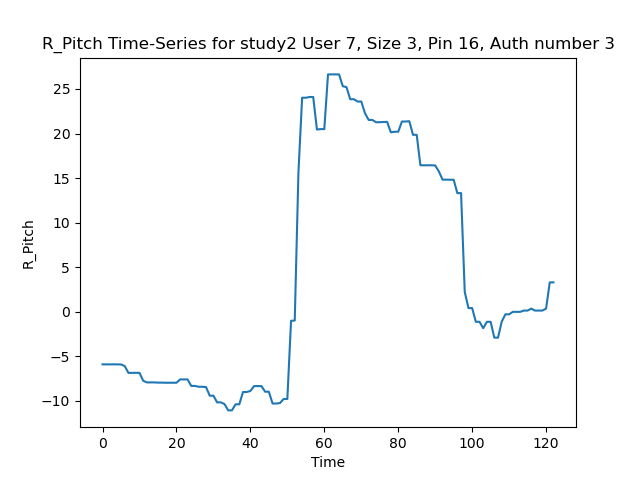 R_Pitch Time-Series for study2 User 7, Size 3, Pin 16, Auth number 3
R_Pitch
25
20
15
10
5
0
−5
−10
0 20 40 60 80 100 120
Time